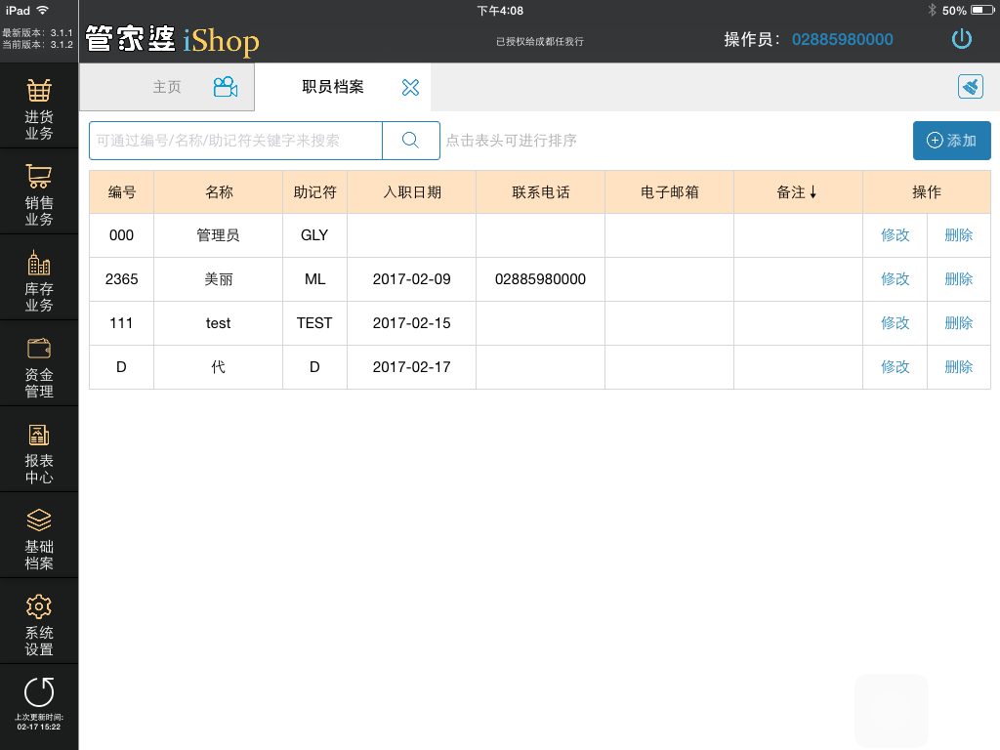 iPad 下午4:08 50%
最新版本: 3.1.1
当前版本: 3.1.2
管家婆 iShop 已授权给成都任我行 操作员: 02885980000
主页 职员档案
可通过编号/名称/助记符关键字来搜索 点击表头可进行排序 添加
编号 名称 助记符 入职日期 联系电话 电子邮箱 备注↓ 操作
000 管理员 GLY 修改 删除
2365 美丽 ML 2017-02-09 02885980000 修改 删除
111 test TEST 2017-02-15 修改 删除
D 代 D 2017-02-17 修改 删除
进货
业务
销售
业务
库存
业务
资金
管理
报表
中心
基础
档案
系统
设置
上次更新时间:
02-17 15:22